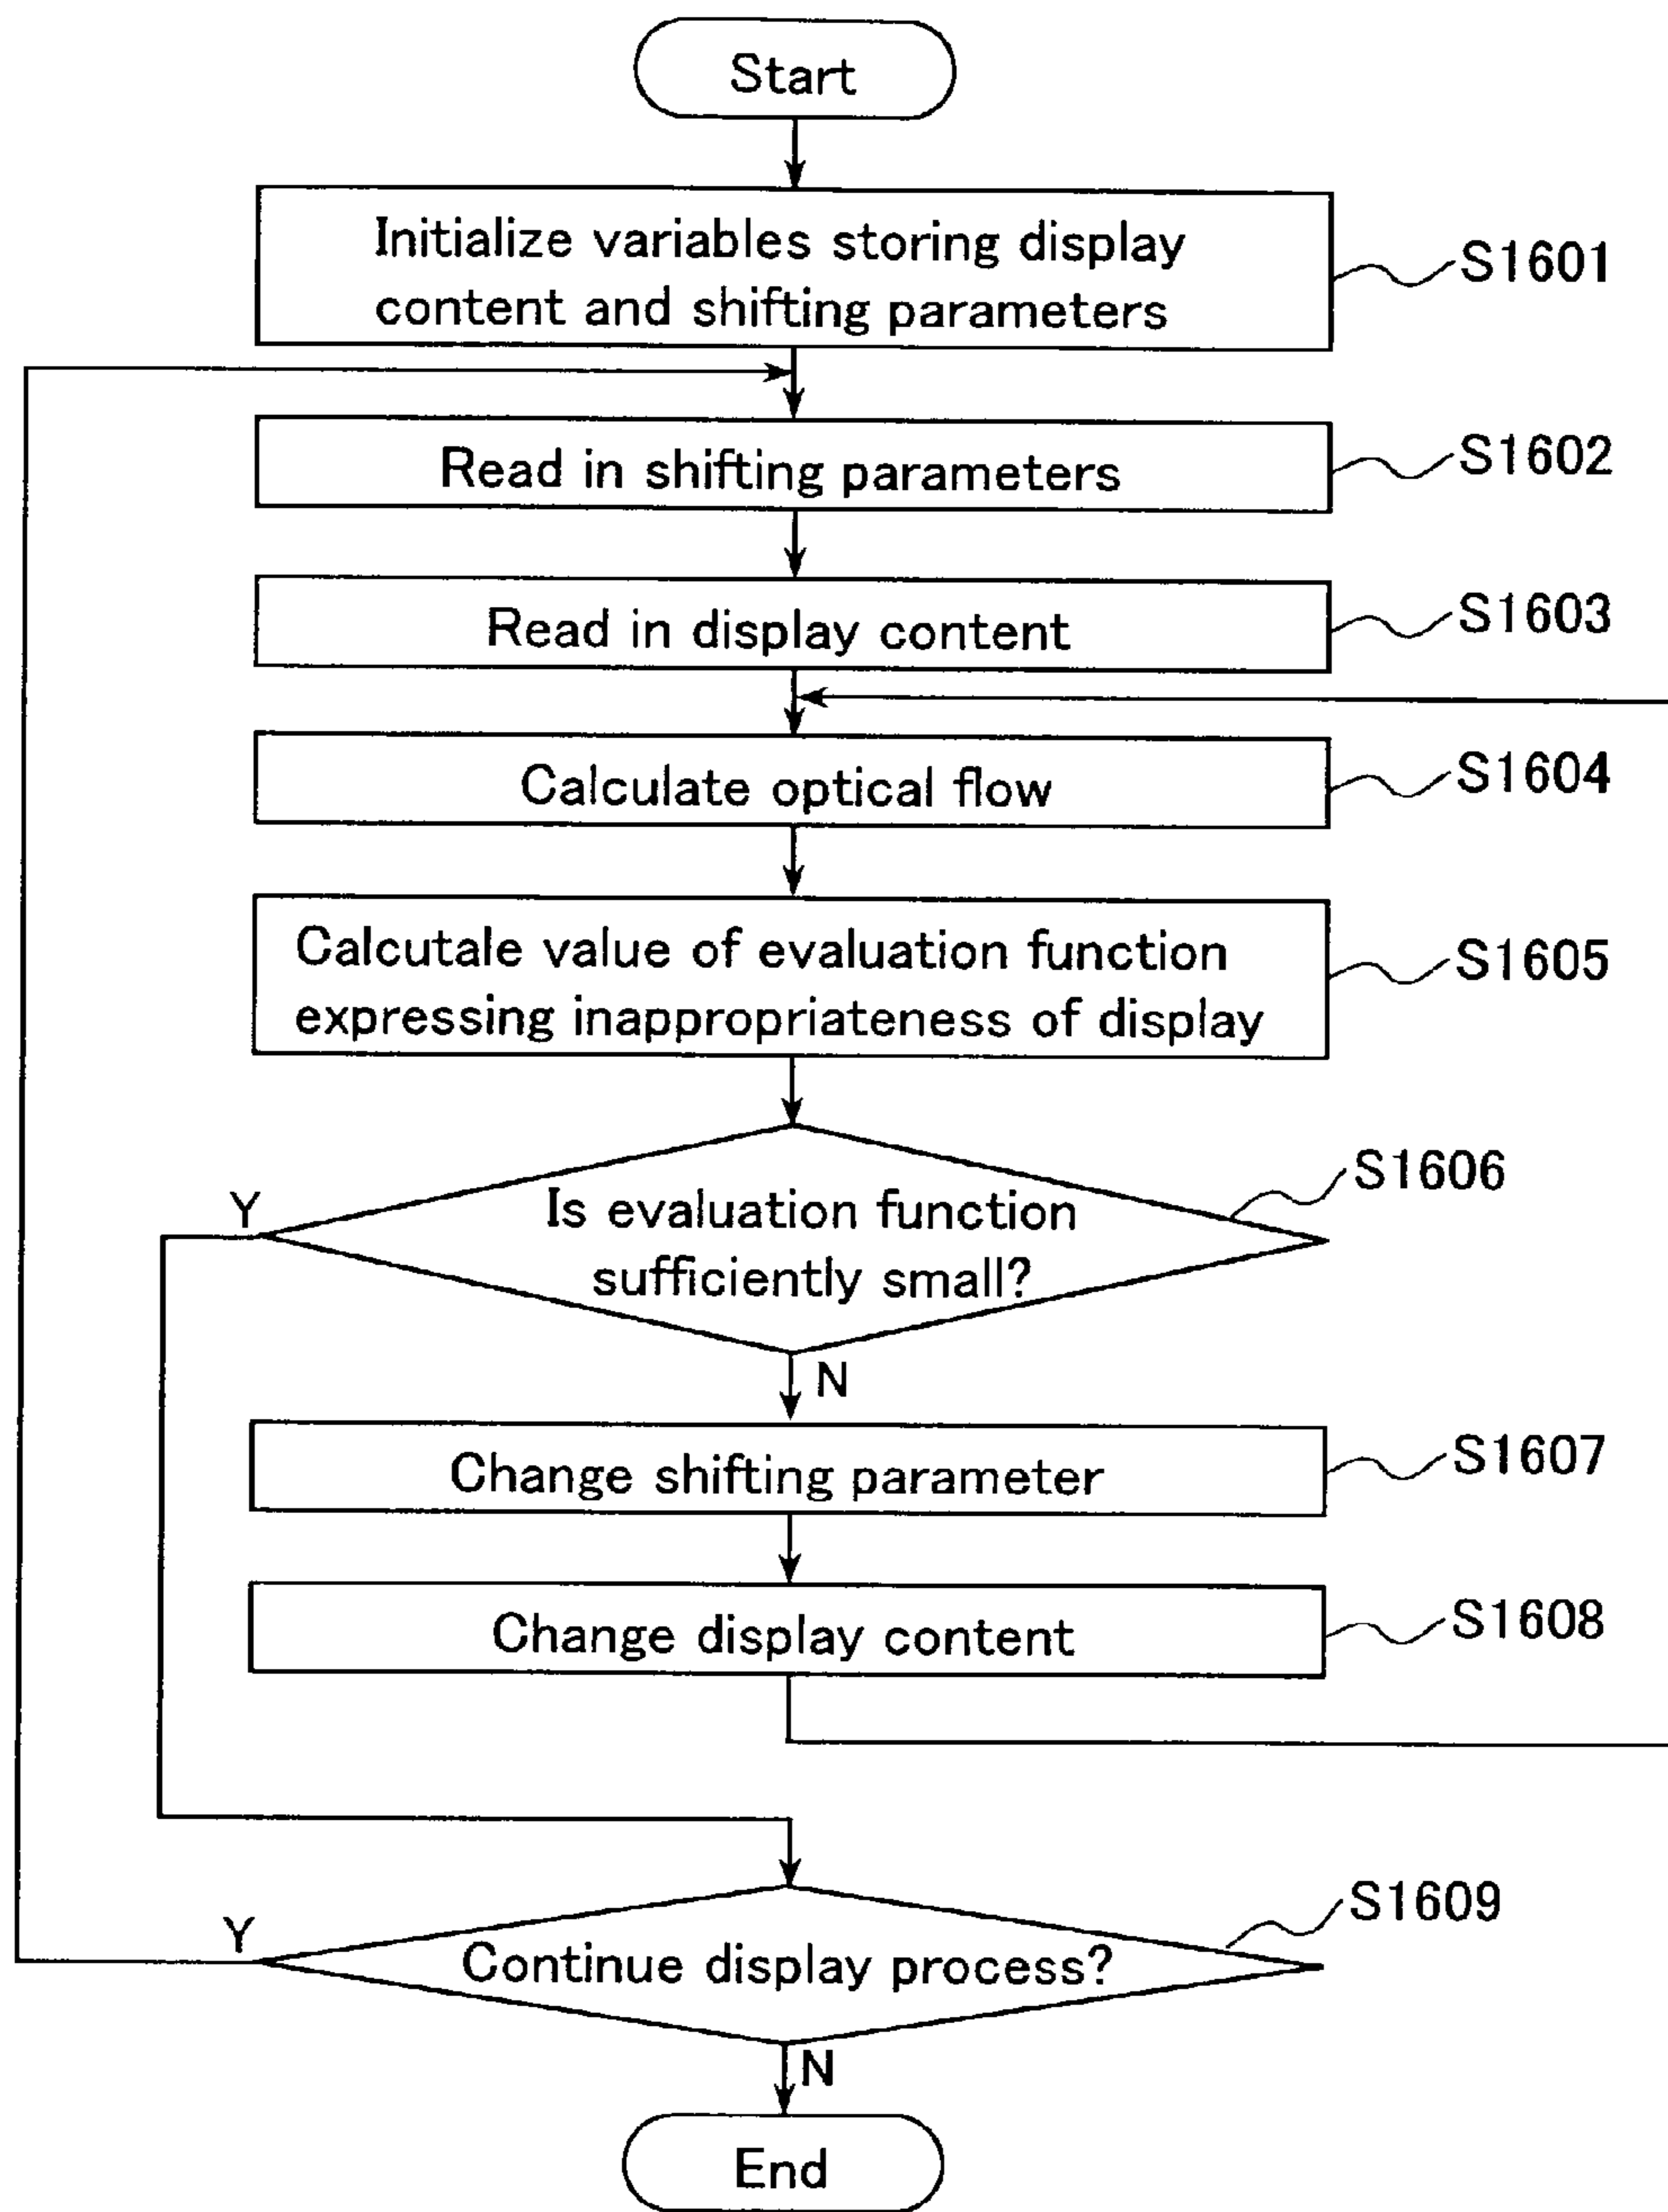 Start
Initialize variables storing display
content and shifting parameters
S1601
Read in shifting parameters
S1602
Read in display content
S1603
Calculate optical flow
S1604
Calcutale value of evaluation function
expressing inappropriateness of display
S1605
Is evaluation function
sufficiently small?
S1606
Y
N
Change shifting parameter
S1607
Change display content
S1608
Continue display process?
S1609
Y
N
End